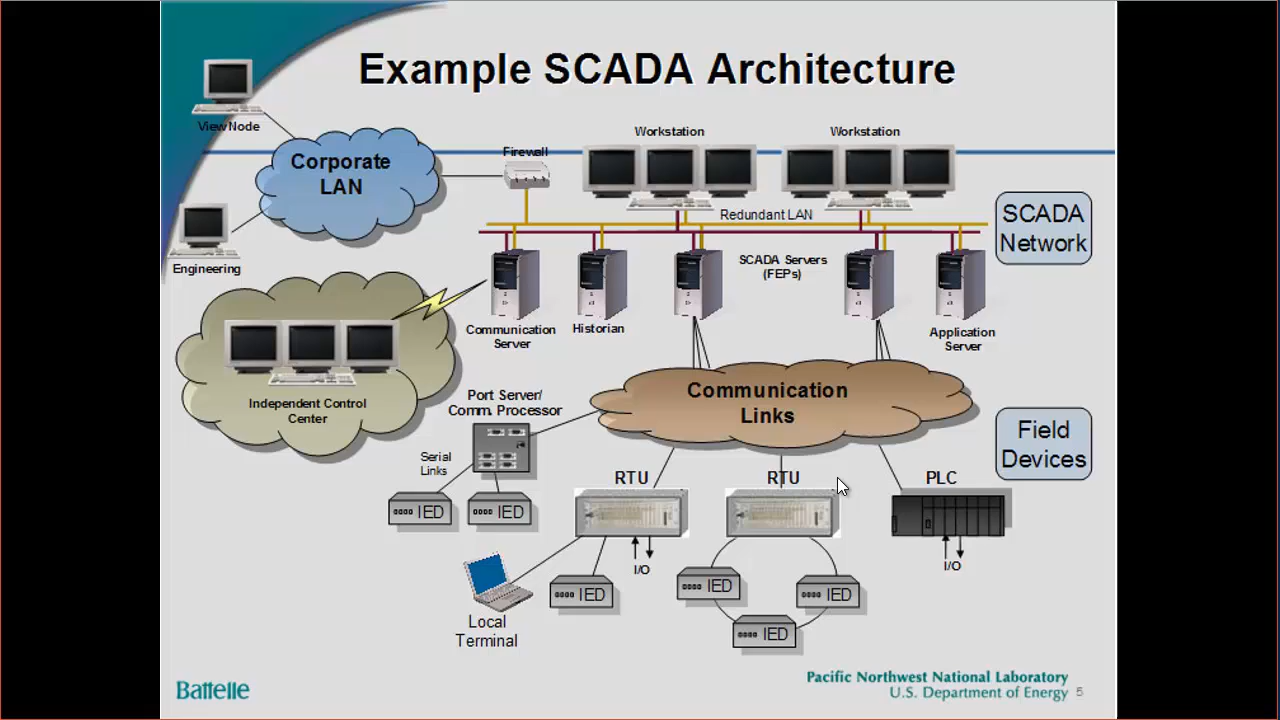 Example SCADA Architecture
View Node
Corporate
LAN
Firewall
Workstation
Workstation
Redundant LAN
SCADA
Network
Engineering
SCADA Servers
(FEPs)
Communication
Server
Historian
Application
Server
Independent Control
Center
Communication
Links
Port Server/
Comm. Processor
Serial
Links
Field
Devices
RTU
RTU
PLC
IED
IED
I/O
I/O
IED
IED
IED
IED
Local
Terminal
Battelle
Pacific Northwest National Laboratory
U.S. Department of Energy 5